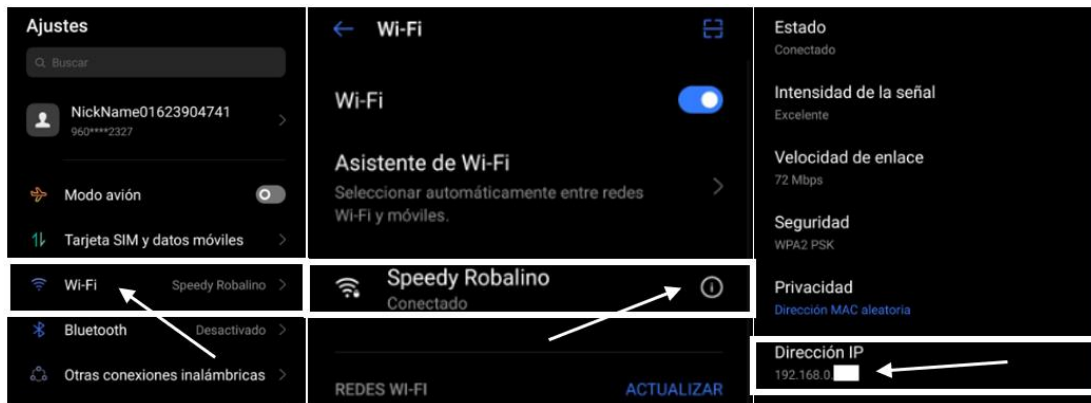 Ajustes
Buscar
NickName01623904741
960****2327
Modo avión
Tarjeta SIM y datos móviles
Wi-Fi
Speedy Robalino
Bluetooth
Desactivado
Otras conexiones inalámbricas
Wi-Fi
Wi-Fi
Asistente de Wi-Fi
Seleccionar automáticamente entre redes
Wi-Fi y móviles.
Speedy Robalino
Conectado
REDES WI-FI
ACTUALIZAR
Estado
Conectado
Intensidad de la señal
Excelente
Velocidad de enlace
72 Mbps
Seguridad
WPA2 PSK
Privacidad
Dirección MAC aleatoria
Dirección IP
192.168.0.